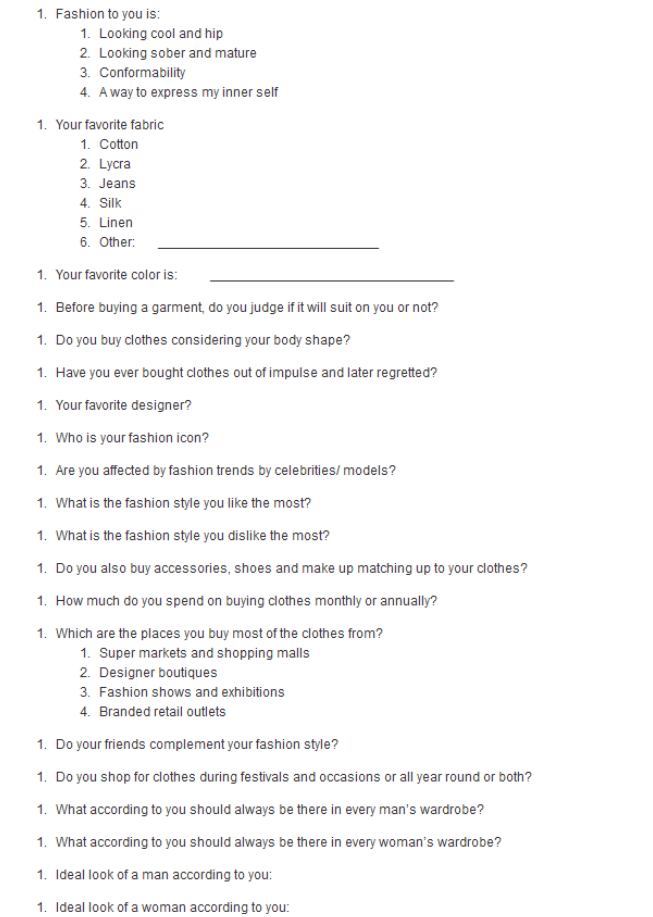 1. Fashion to you is:
1. Looking cool and hip
2. Looking sober and mature
3. Conformability
4. A way to express my inner self
1. Your favorite fabric
1. Cotton
2. Lycra
3. Jeans
4. Silk
5. Linen
6. Other:
1. Your favorite color is:
1. Before buying a garment, do you judge if it will suit on you or not?
1. Do you buy clothes considering your body shape?
1. Have you ever bought clothes out of impulse and later regretted?
1. Your favorite designer?
1. Who is your fashion icon?
1. Are you affected by fashion trends by celebrities/ models?
1. What is the fashion style you like the most?
1. What is the fashion style you dislike the most?
1. Do you also buy accessories, shoes and make up matching up to your clothes?
1. How much do you spend on buying clothes monthly or annually?
1. Which are the places you buy most of the clothes from?
1. Super markets and shopping malls
2. Designer boutiques
3. Fashion shows and exhibitions
4. Branded retail outlets
1. Do your friends complement your fashion style?
1. Do you shop for clothes during festivals and occasions or all year round or both?
1. What according to you should always be there in every man's wardrobe?
1. What according to you should always be there in every woman's wardrobe?
1. Ideal look of a man according to you:
1. Ideal look of a woman according to you: